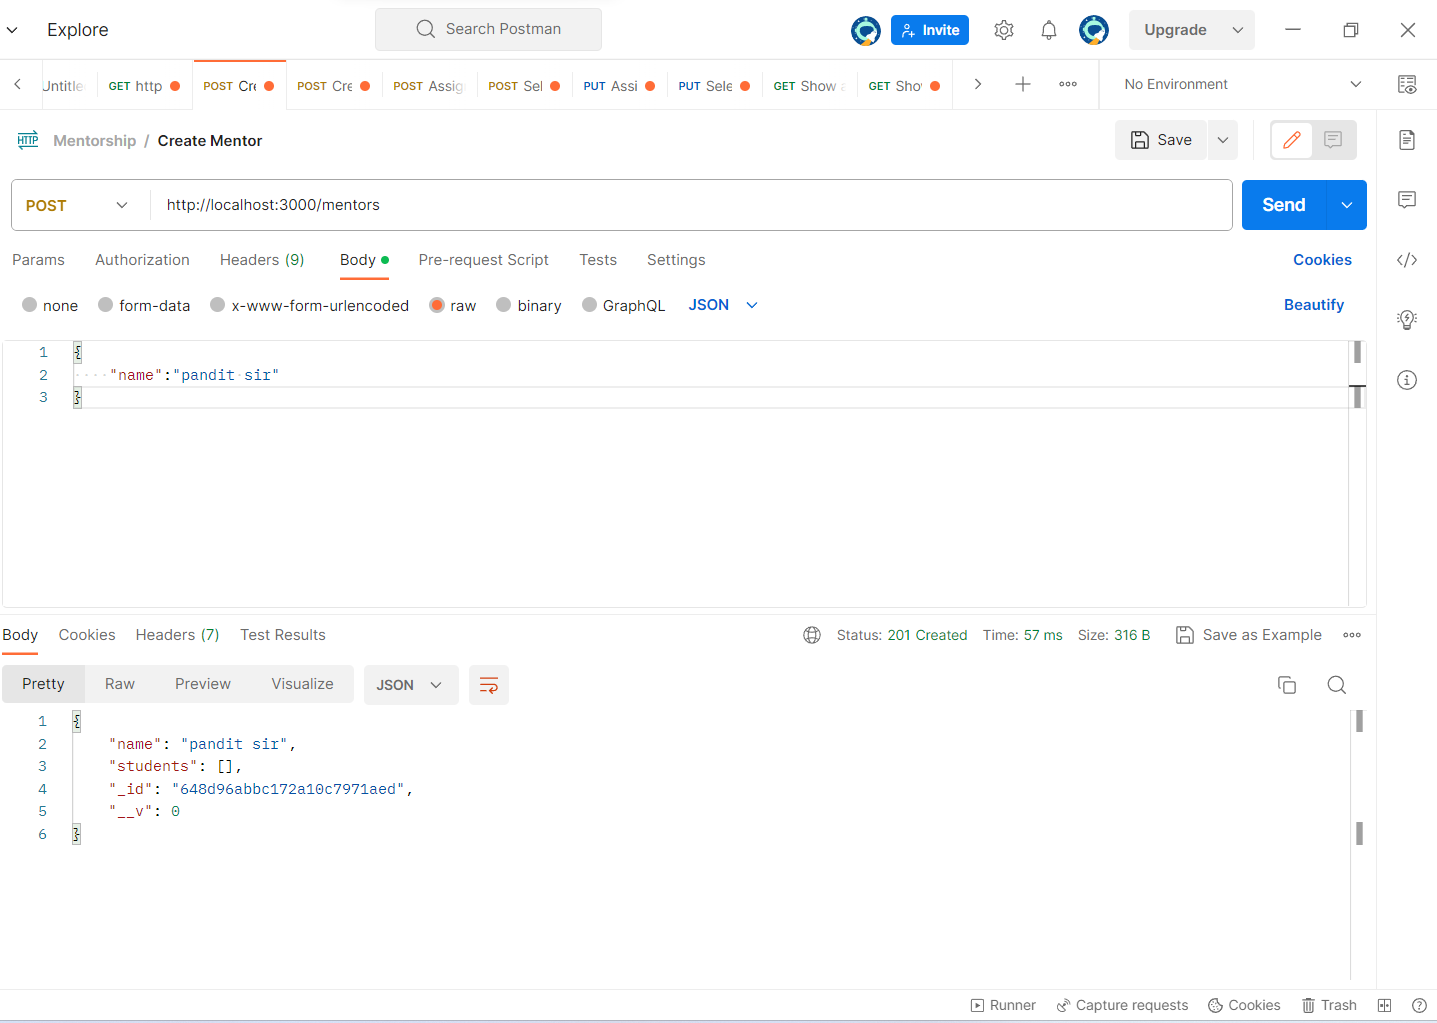 Explore
Search Postman
Invite
Upgrade
Untitle
GET http
POST Cre
POST Cre
POST Assig
POST Sel
PUT Assi
PUT Sele
GET Show a
GET Sho
No Environment
HTTP Mentorship / Create Mentor
Save
POST http://localhost:3000/mentors
Send
Params Authorization Headers (9) Body Pre-request Script Tests Settings Cookies
none form-data x-www-form-urlencoded raw binary GraphQL JSON Beautify
1 {
2 "name":"pandit sir"
3 }
Body Cookies Headers (7) Test Results Status: 201 Created Time: 57 ms Size: 316 B Save as Example
Pretty Raw Preview Visualize JSON
1 {
2 "name": "pandit sir",
3 "students": [],
4 "_id": "648d96abbc172a10c7971aed",
5 "__v": 0
6 }
Runner Capture requests Cookies Trash